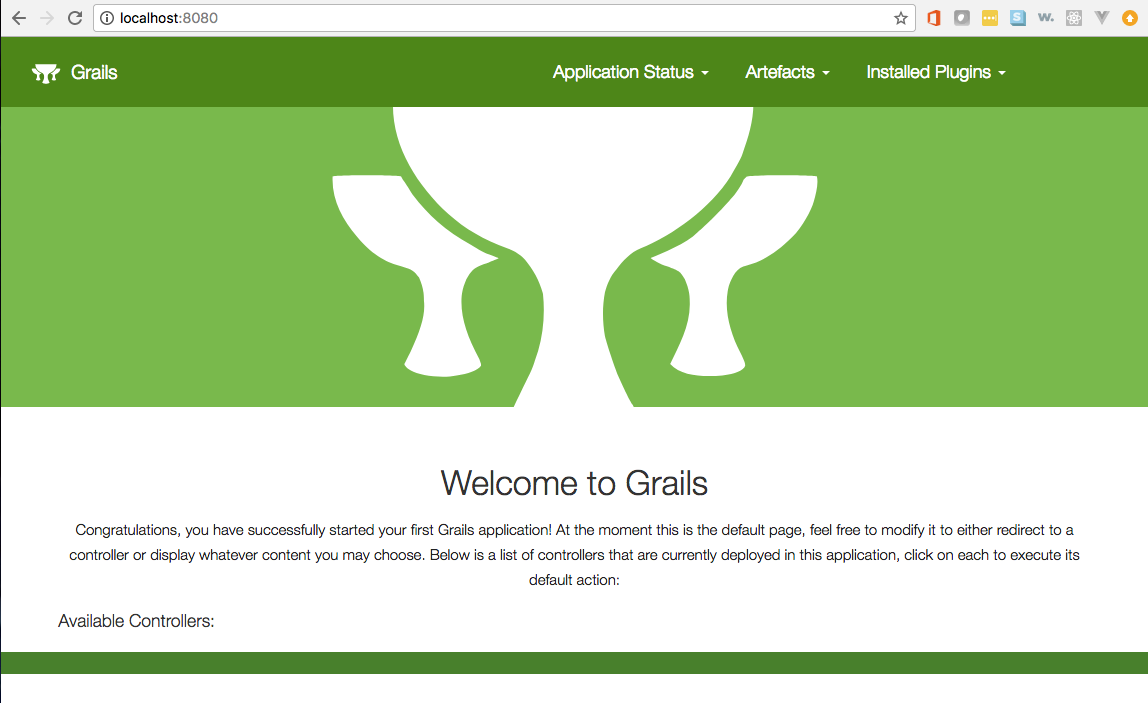 localhost:8080
Grails
Application Status
Artefacts
Installed Plugins
Welcome to Grails
Congratulations, you have successfully started your first Grails application! At the moment this is the default page, feel free to modify it to either redirect to a
controller or display whatever content you may choose. Below is a list of controllers that are currently deployed in this application, click on each to execute its
default action:
Available Controllers: